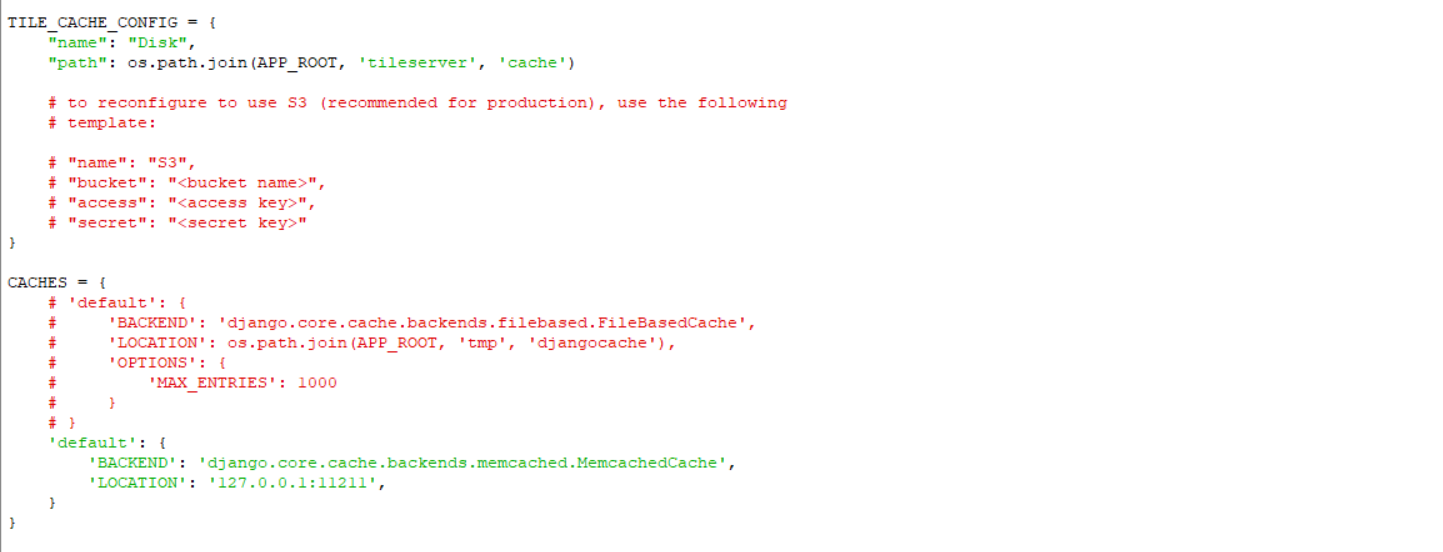 TILE_CACHE_CONFIG = {
    "name": "Disk",
    "path": os.path.join(APP_ROOT, 'tileserver', 'cache')

    # to reconfigure to use S3 (recommended for production), use the following
    # template:

    # "name": "S3",
    # "bucket": "<bucket name>",
    # "access": "<access key>",
    # "secret": "<secret key>"
}

CACHES = {
    # 'default': {
    #     'BACKEND': 'django.core.cache.backends.filebased.FileBasedCache',
    #     'LOCATION': os.path.join(APP_ROOT, 'tmp', 'djangocache'),
    #     'OPTIONS': {
    #         'MAX_ENTRIES': 1000
    #     }
    # }
    'default': {
        'BACKEND': 'django.core.cache.backends.memcached.MemcachedCache',
        'LOCATION': '127.0.0.1:11211',
    }
}